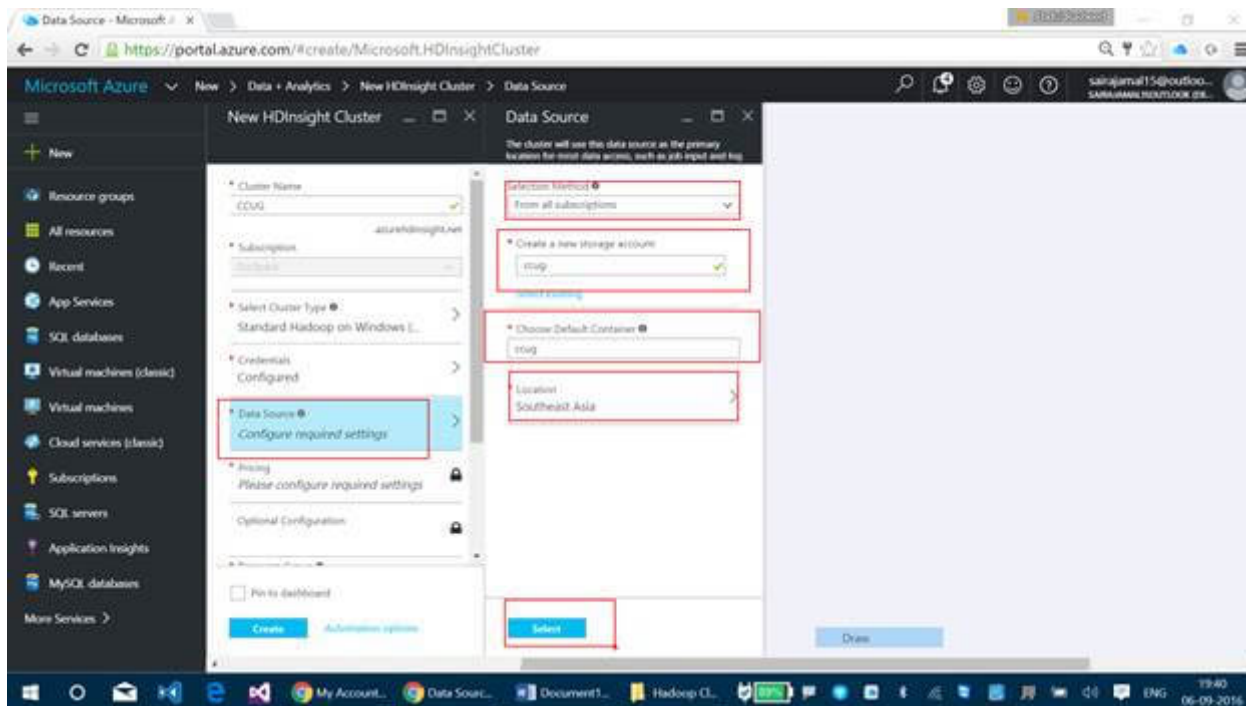 Data Source - Microsoft A
https://portal.azure.com/#create/Microsoft.HDInsightCluster
Microsoft Azure New > Data + Analytics > New HDInsight Cluster > Data Source
sairajamal15@outloo...
New
Resource groups
All resources
Recent
App Services
SQL databases
Virtual machines (classic)
Virtual machines
Cloud services (classic)
Subscriptions
SQL servers
Application Insights
MySQL databases
More Services >
New HDInsight Cluster
* Cluster Name
CCUG
.azurehdinsight.net
* Subscription
* Select Cluster Type
Standard Hadoop on Windows (...
* Credentials
Configured
* Data Source
Configure required settings
* Pricing
Please configure required settings
Optional Configuration
Pin to dashboard
Create Automation options
Data Source
The cluster will use this data source as the primary
location for most data access, such as job input and log
Selection Method
From all subscriptions
* Create a new storage account
ccug
Select existing
* Choose Default Container
ccug
* Location
Southeast Asia
Select
Draw
My Account... Data Sourc... Document1... Hadoop Cl... 89% ENG 19:40
06-09-2016